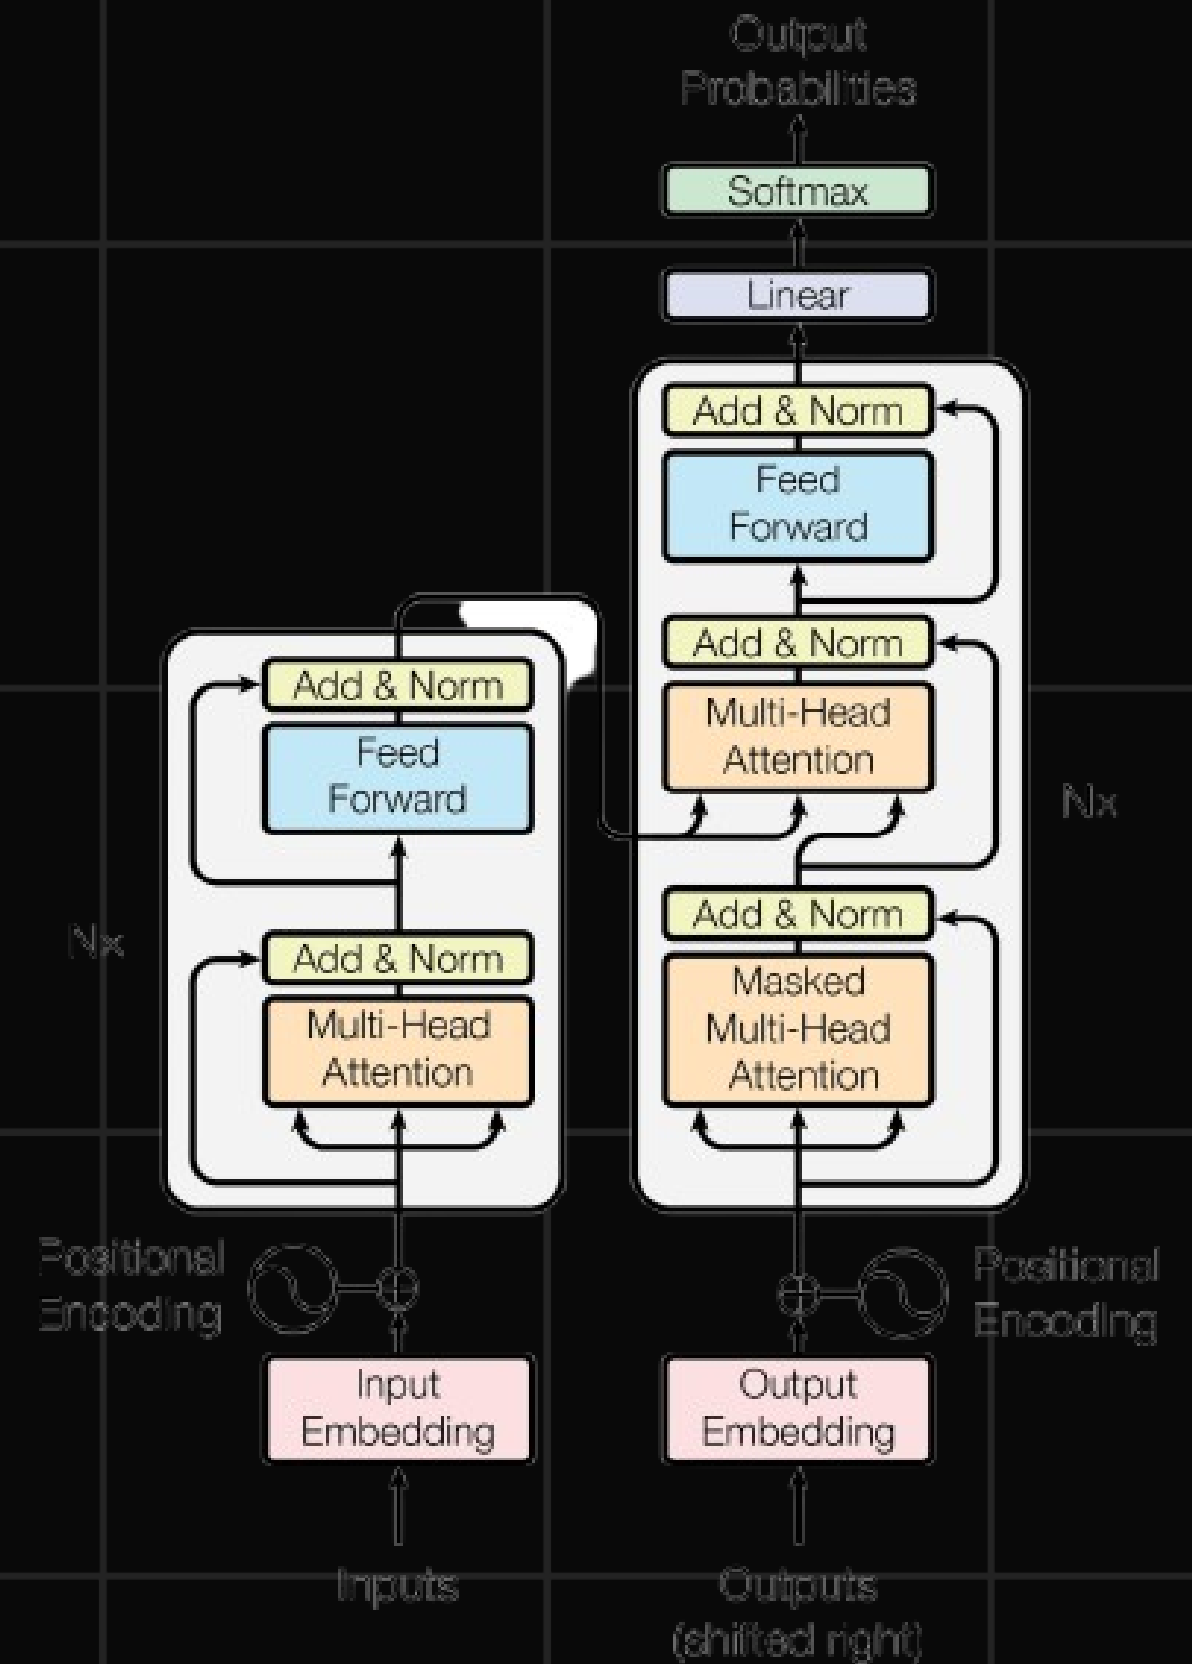 Output
Probabilities
Softmax
Linear
Add & Norm
Feed
Forward
Add & Norm
Multi-Head
Attention
Nx
Add & Norm
Masked
Multi-Head
Attention
Add & Norm
Feed
Forward
Nx
Add & Norm
Multi-Head
Attention
Positional
Encoding
Positional
Encoding
Input
Embedding
Output
Embedding
Inputs
Outputs
(shifted right)